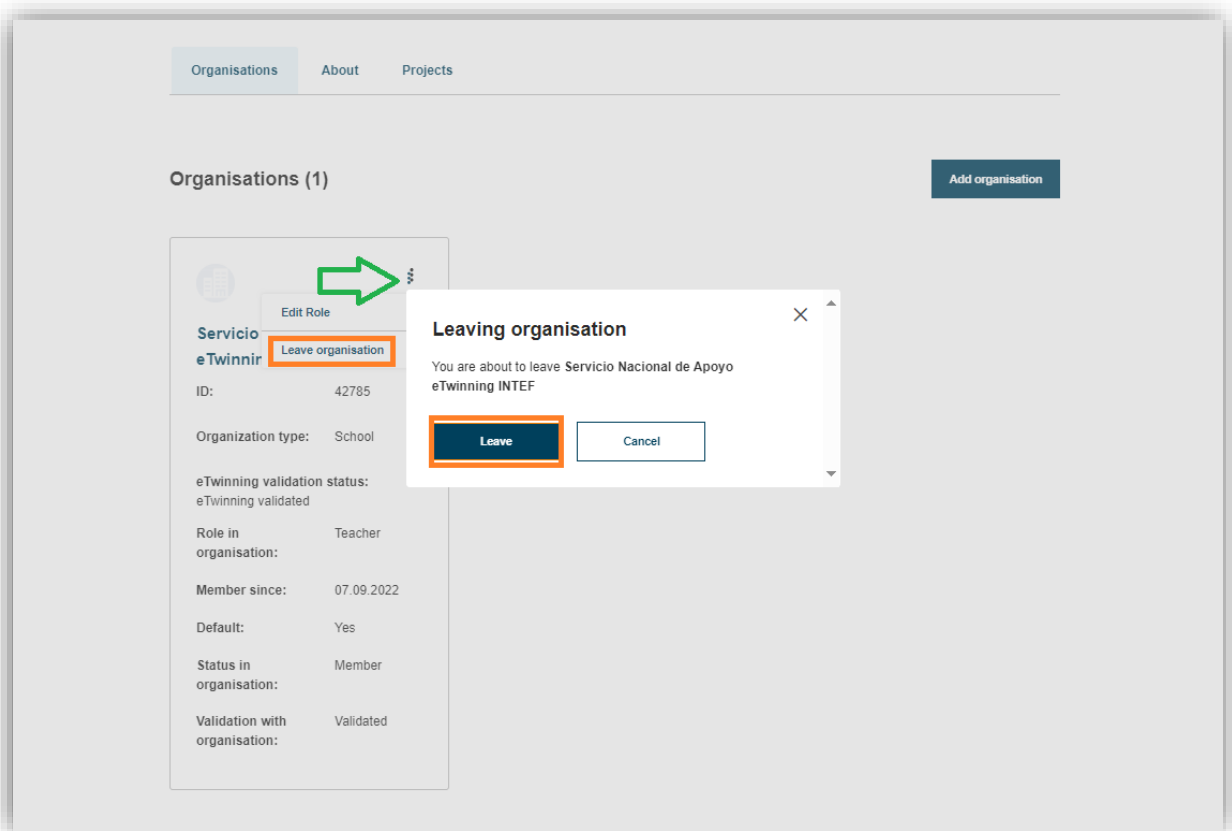 Organisations About Projects
Organisations (1)
Add organisation
Edit Role
Leave organisation
Servicio
eTwinnin
ID: 42785
Organization type: School
eTwinning validation status:
eTwinning validated
Role in Teacher
organisation:
Member since: 07.09.2022
Default: Yes
Status in Member
organisation:
Validation with Validated
organisation:
Leaving organisation
You are about to leave Servicio Nacional de Apoyo
eTwinning INTEF
Leave Cancel